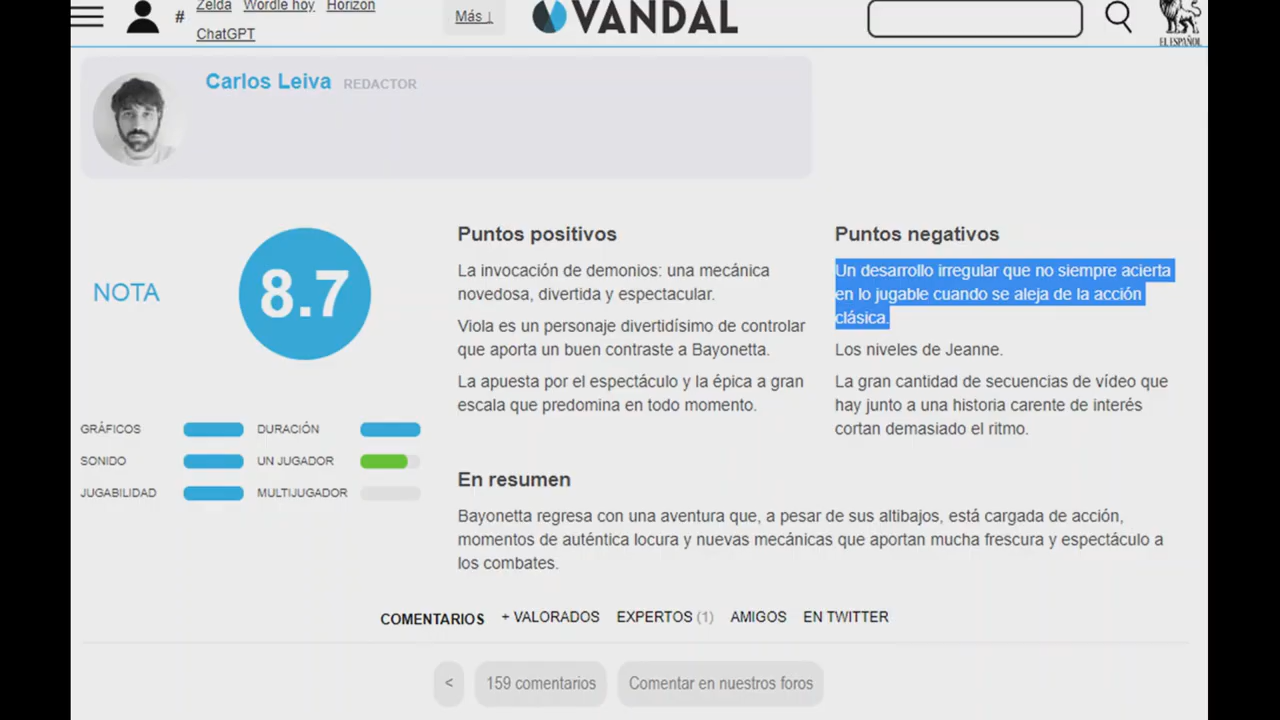 #
Zelda Wordle hoy Horizon
ChatGPT
Más ↓
VANDAL
EL ESPAÑOL
Carlos Leiva REDACTOR
NOTA
8.7
GRÁFICOS
DURACIÓN
SONIDO
UN JUGADOR
JUGABILIDAD
MULTIJUGADOR
Puntos positivos
La invocación de demonios: una mecánica
novedosa, divertida y espectacular.
Viola es un personaje divertidísimo de controlar
que aporta un buen contraste a Bayonetta.
La apuesta por el espectáculo y la épica a gran
escala que predomina en todo momento.
Puntos negativos
Un desarrollo irregular que no siempre acierta
en lo jugable cuando se aleja de la acción
clásica.
Los niveles de Jeanne.
La gran cantidad de secuencias de vídeo que
hay junto a una historia carente de interés
cortan demasiado el ritmo.
En resumen
Bayonetta regresa con una aventura que, a pesar de sus altibajos, está cargada de acción,
momentos de auténtica locura y nuevas mecánicas que aportan mucha frescura y espectáculo a
los combates.
COMENTARIOS + VALORADOS EXPERTOS (1) AMIGOS EN TWITTER
< 159 comentarios Comentar en nuestros foros